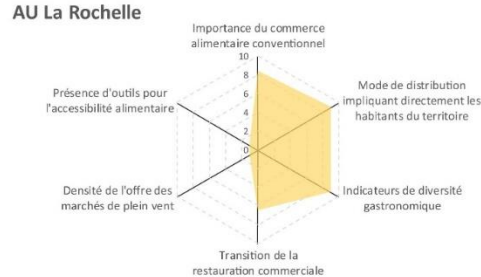 AU La Rochelle
Importance du commerce
alimentaire conventionnel
10
8
6
4
2
0
Mode de distribution
impliquant directement les
habitants du territoire
Indicateurs de diversité
gastronomique
Transition de la
restauration commerciale
Densité de l'offre des
marchés de plein vent
Présence d'outils pour
l'accessibilité alimentaire